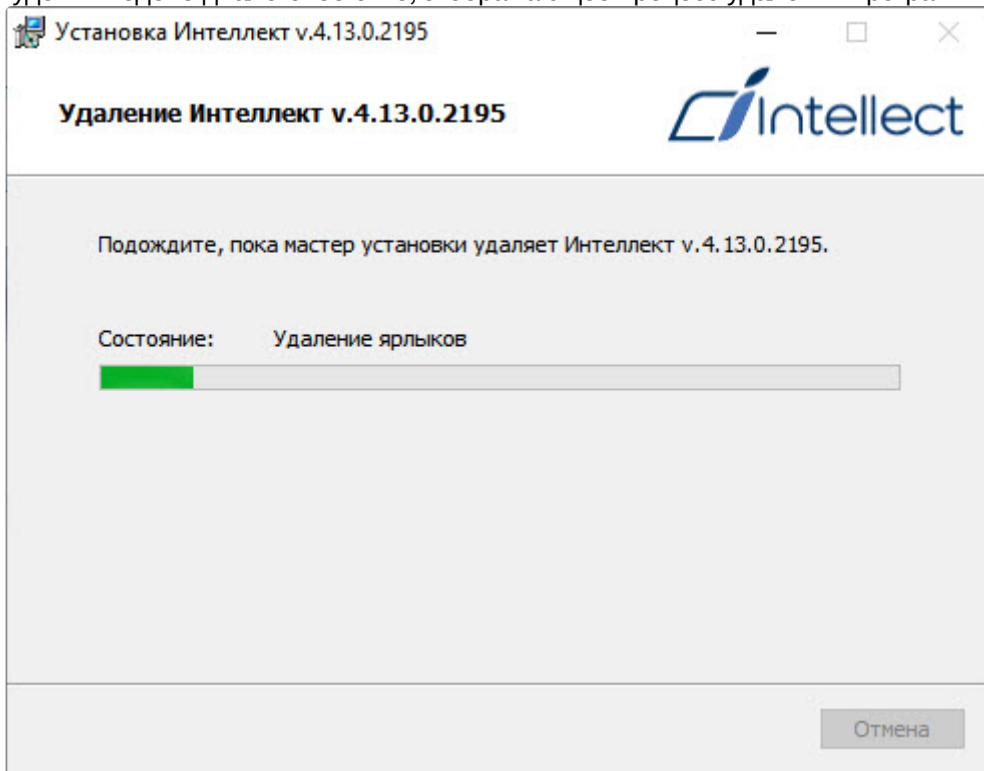 Установка Интеллект v.4.13.0.2195
Удаление Интеллект v.4.13.0.2195
Intellect
Подождите, пока мастер установки удаляет Интеллект v.4.13.0.2195.
Состояние: Удаление ярлыков
Отмена